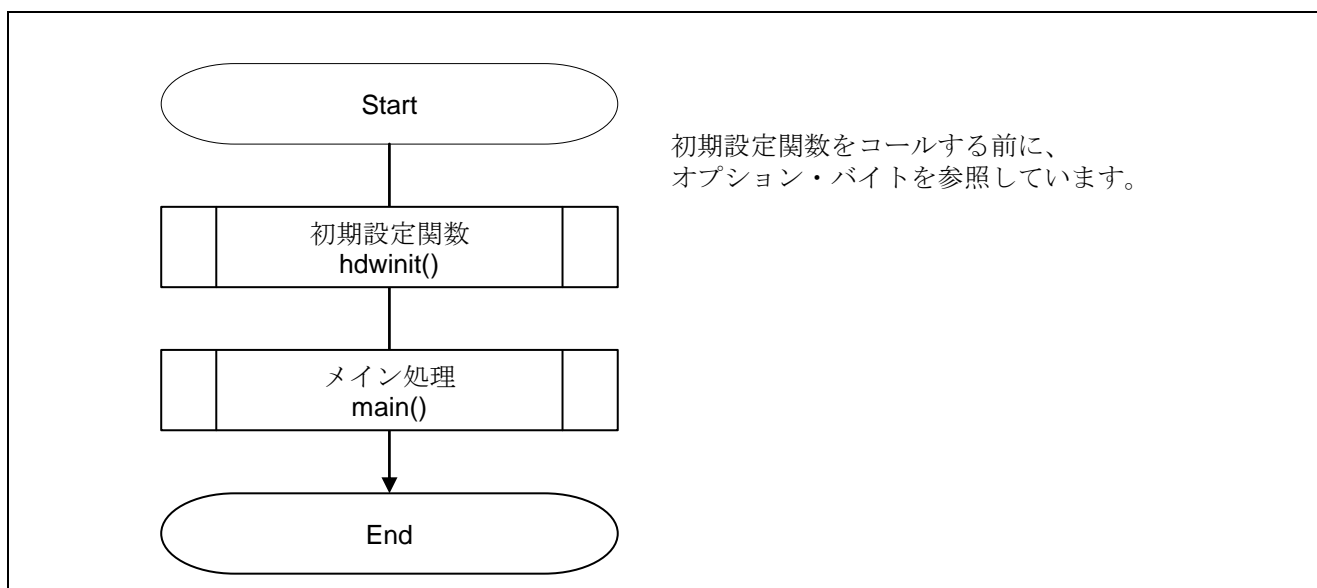 Start
初期設定関数をコールする前に、
オプション・バイトを参照しています。
初期設定関数
hdwinit()
メイン処理
main()
End